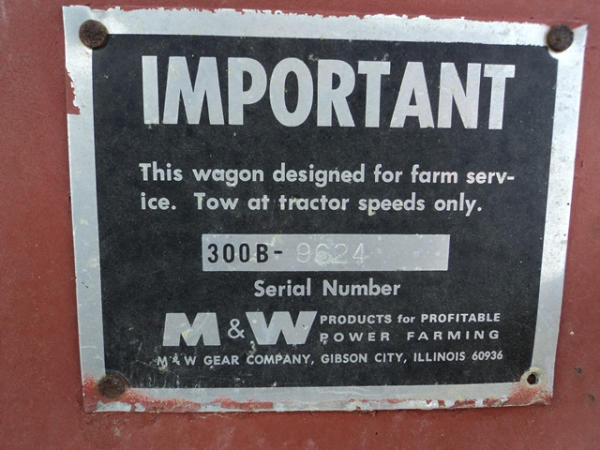 IMPORTANT
This wagon designed for farm serv-
ice. Tow at tractor speeds only.
300B- 9624
Serial Number
M & W PRODUCTS for PROFITABLE
POWER FARMING
M & W GEAR COMPANY, GIBSON CITY, ILLINOIS 60936